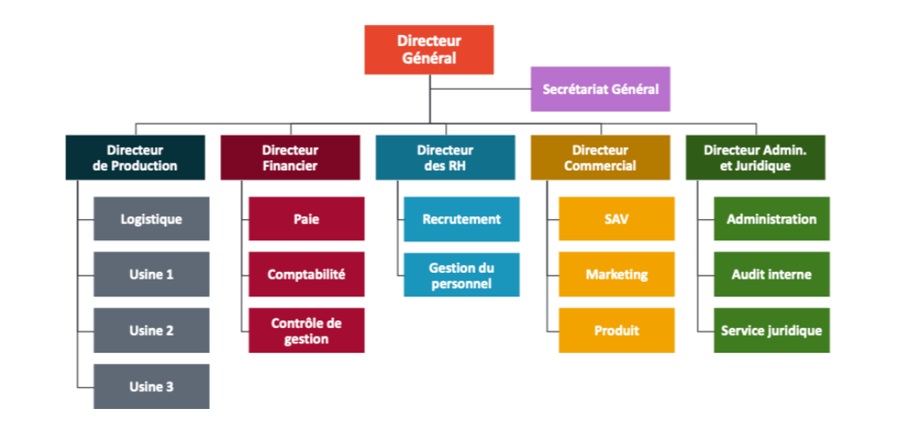 Directeur
Général
Secrétariat Général
Directeur
de Production
Directeur
Financier
Directeur
des RH
Directeur
Commercial
Directeur Admin.
et Juridique
Logistique
Paie
Recrutement
SAV
Administration
Usine 1
Comptabilité
Gestion du
personnel
Marketing
Audit interne
Usine 2
Contrôle de
gestion
Produit
Service juridique
Usine 3